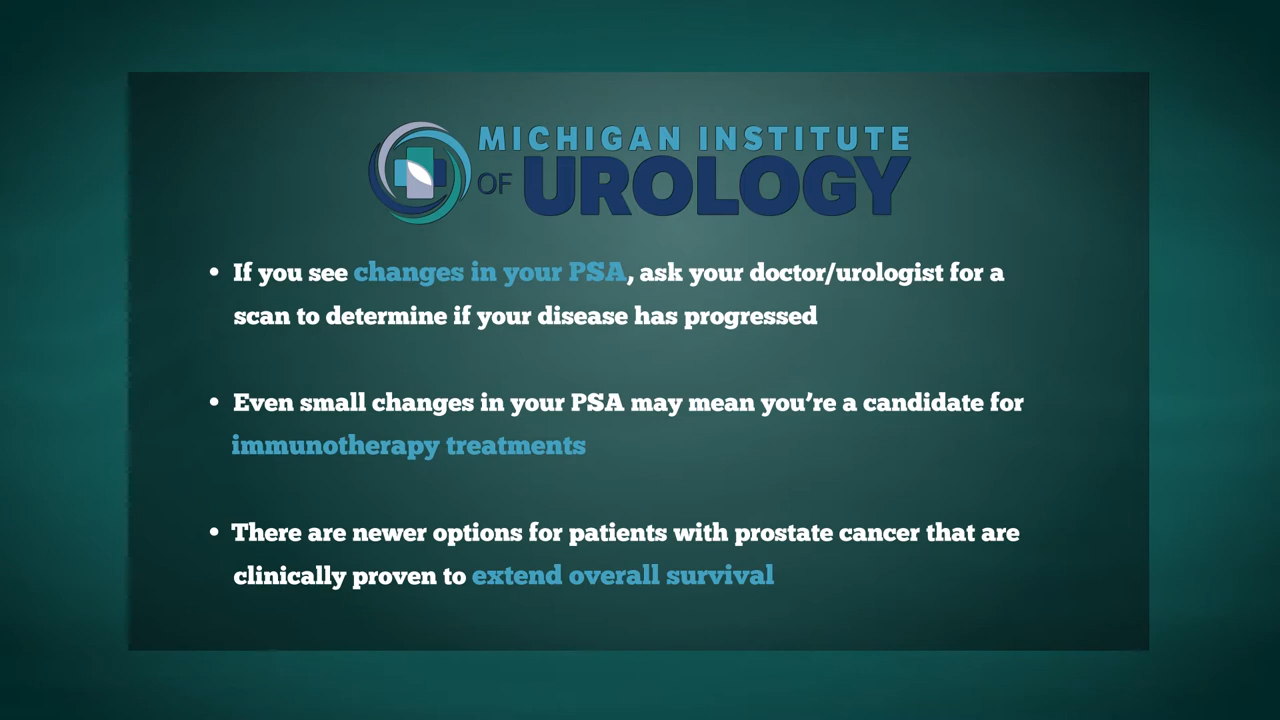 MICHIGAN INSTITUTE
OF UROLOGY
• If you see changes in your PSA, ask your doctor/urologist for a
scan to determine if your disease has progressed
• Even small changes in your PSA may mean you’re a candidate for
immunotherapy treatments
• There are newer options for patients with prostate cancer that are
clinically proven to extend overall survival